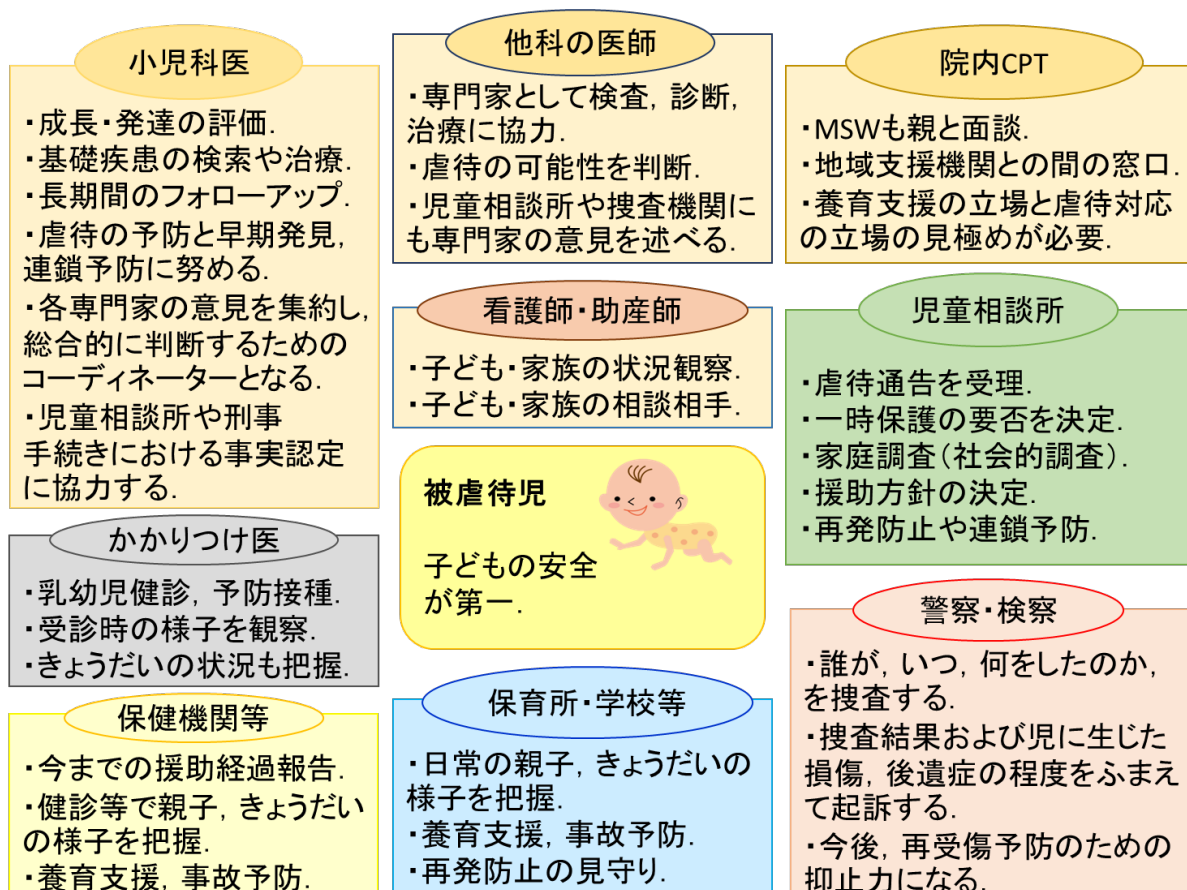 小児科医
・成長・発達の評価.
・基礎疾患の検索や治療.
・長期間のフォローアップ.
・虐待の予防と早期発見,
連鎖予防に努める.
・各専門家の意見を集約し,
総合的に判断するための
コーディネーターとなる.
・児童相談所や刑事
手続きにおける事実認定
に協力する.
他科の医師
・専門家として検査, 診断,
治療に協力.
・虐待の可能性を判断.
・児童相談所や捜査機関に
も専門家の意見を述べる.
院内CPT
・MSWも親と面談.
・地域支援機関との間の窓口.
・養育支援の立場と虐待対応
の立場の見極めが必要.
看護師・助産師
・子ども・家族の状況観察.
・子ども・家族の相談相手.
児童相談所
・虐待通告を受理.
・一時保護の要否を決定.
・家庭調査(社会的調査).
・援助方針の決定.
・再発防止や連鎖予防.
被虐待児
子どもの安全
が第一.
かかりつけ医
・乳幼児健診, 予防接種.
・受診時の様子を観察.
・きょうだいの状況も把握.
保健機関等
・今までの援助経過報告.
・健診等で親子, きょうだい
の様子を把握.
・養育支援, 事故予防.
保育所・学校等
・日常の親子, きょうだいの
様子を把握.
・養育支援, 事故予防.
・再発防止の見守り.
警察・検察
・誰が, いつ, 何をしたのか,
を捜査する.
・捜査結果および児に生じた
損傷, 後遺症の程度をふまえ
て起訴する.
・今後, 再受傷予防のための
抑止力になる.